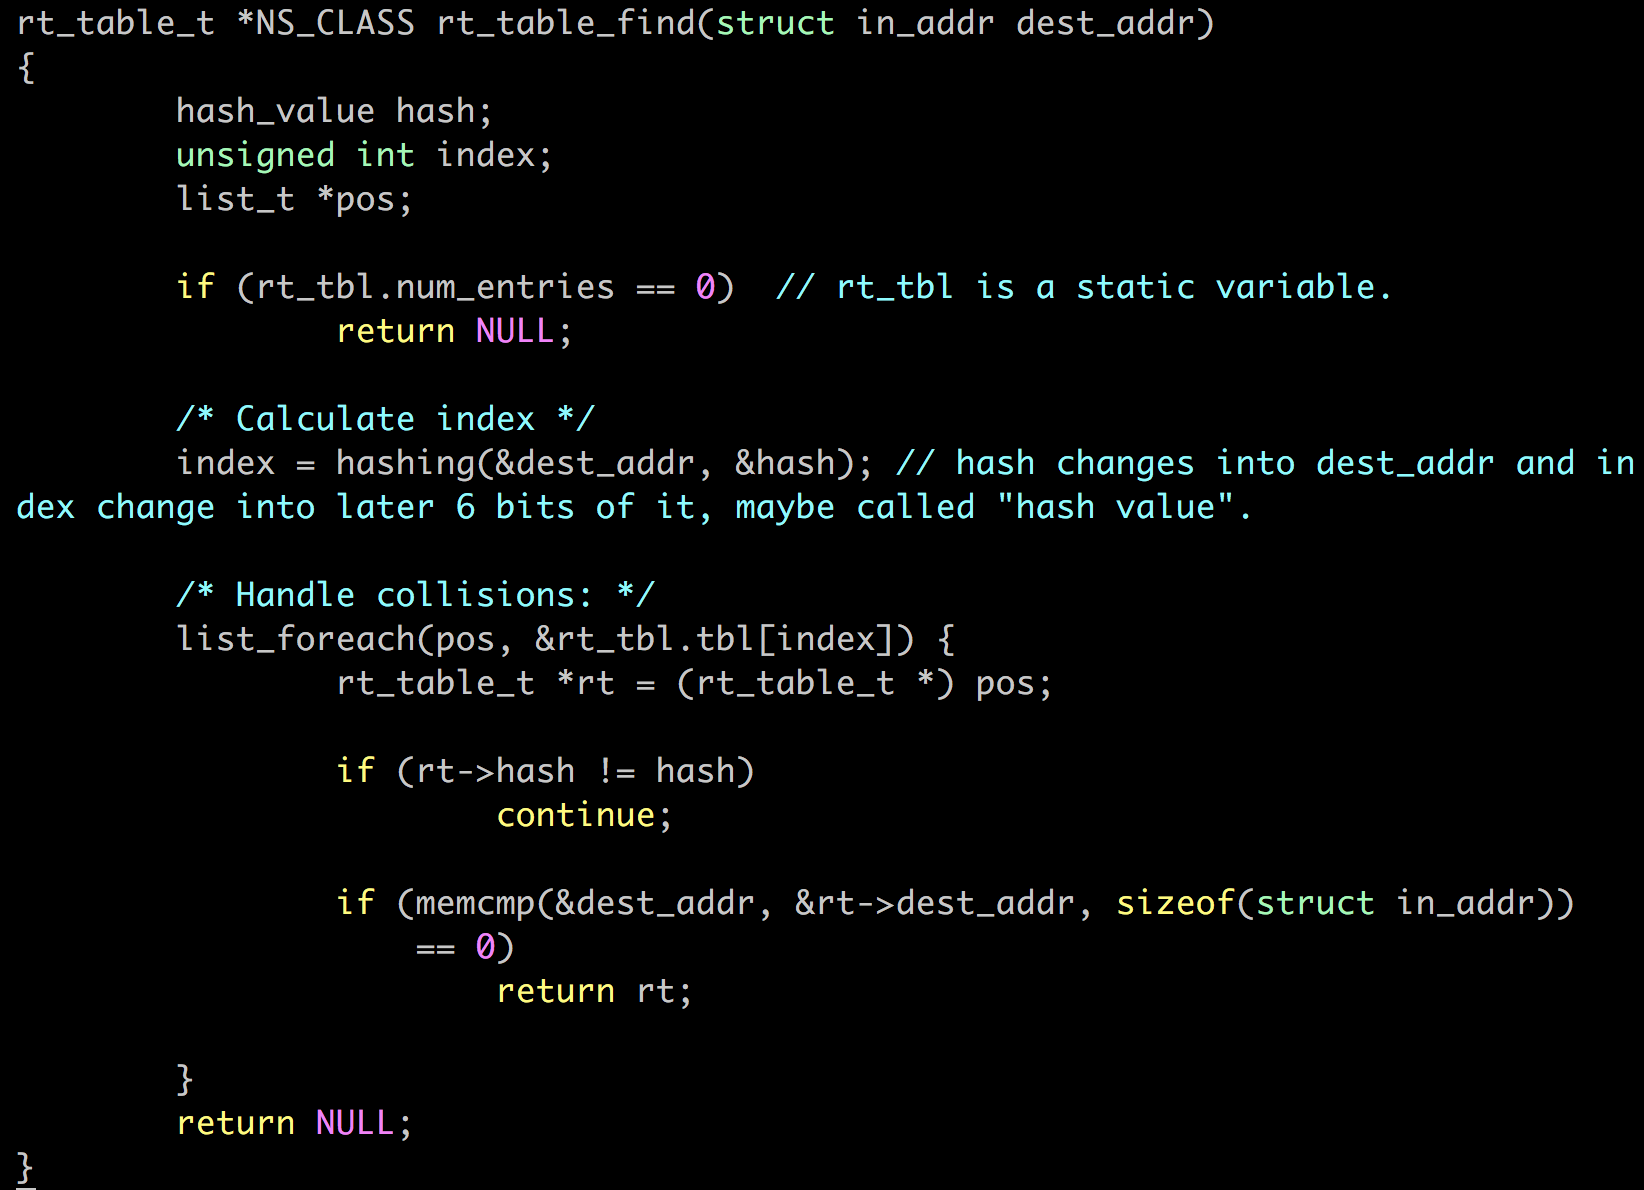 rt_table_t *NS_CLASS rt_table_find(struct in_addr dest_addr)
{
        hash_value hash;
        unsigned int index;
        list_t *pos;

        if (rt_tbl.num_entries == 0)  // rt_tbl is a static variable.
                return NULL;

        /* Calculate index */
        index = hashing(&dest_addr, &hash); // hash changes into dest_addr and in
dex change into later 6 bits of it, maybe called "hash value".

        /* Handle collisions: */
        list_foreach(pos, &rt_tbl.tbl[index]) {
                rt_table_t *rt = (rt_table_t *) pos;

                if (rt->hash != hash)
                        continue;

                if (memcmp(&dest_addr, &rt->dest_addr, sizeof(struct in_addr))
                    == 0)
                        return rt;

        }
        return NULL;
}